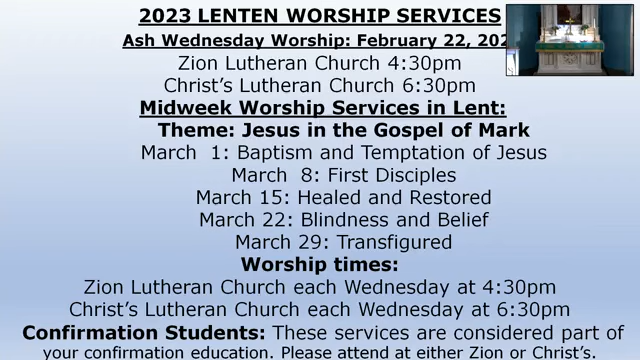 2023 LENTEN WORSHIP SERVICES
Ash Wednesday Worship: February 22, 202
Zion Lutheran Church 4:30pm
Christ’s Lutheran Church 6:30pm
Midweek Worship Services in Lent:
Theme: Jesus in the Gospel of Mark
March 1: Baptism and Temptation of Jesus
March 8: First Disciples
March 15: Healed and Restored
March 22: Blindness and Belief
March 29: Transfigured
Worship times:
Zion Lutheran Church each Wednesday at 4:30pm
Christ’s Lutheran Church each Wednesday at 6:30pm
Confirmation Students: These services are considered part of
your confirmation education. Please attend at either Zion or Christ’s.